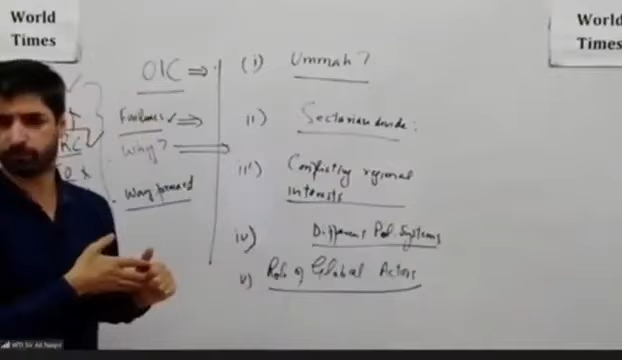 World
Times
World
Times
OIC ⇒
Failures ✓ ⇒
Why?
Way forward
(i) Ummah?
ii) Sectarian divide:
iii) Conflicting regional
interests
iv) Different Pol. Systems
v) Role of Global Actors